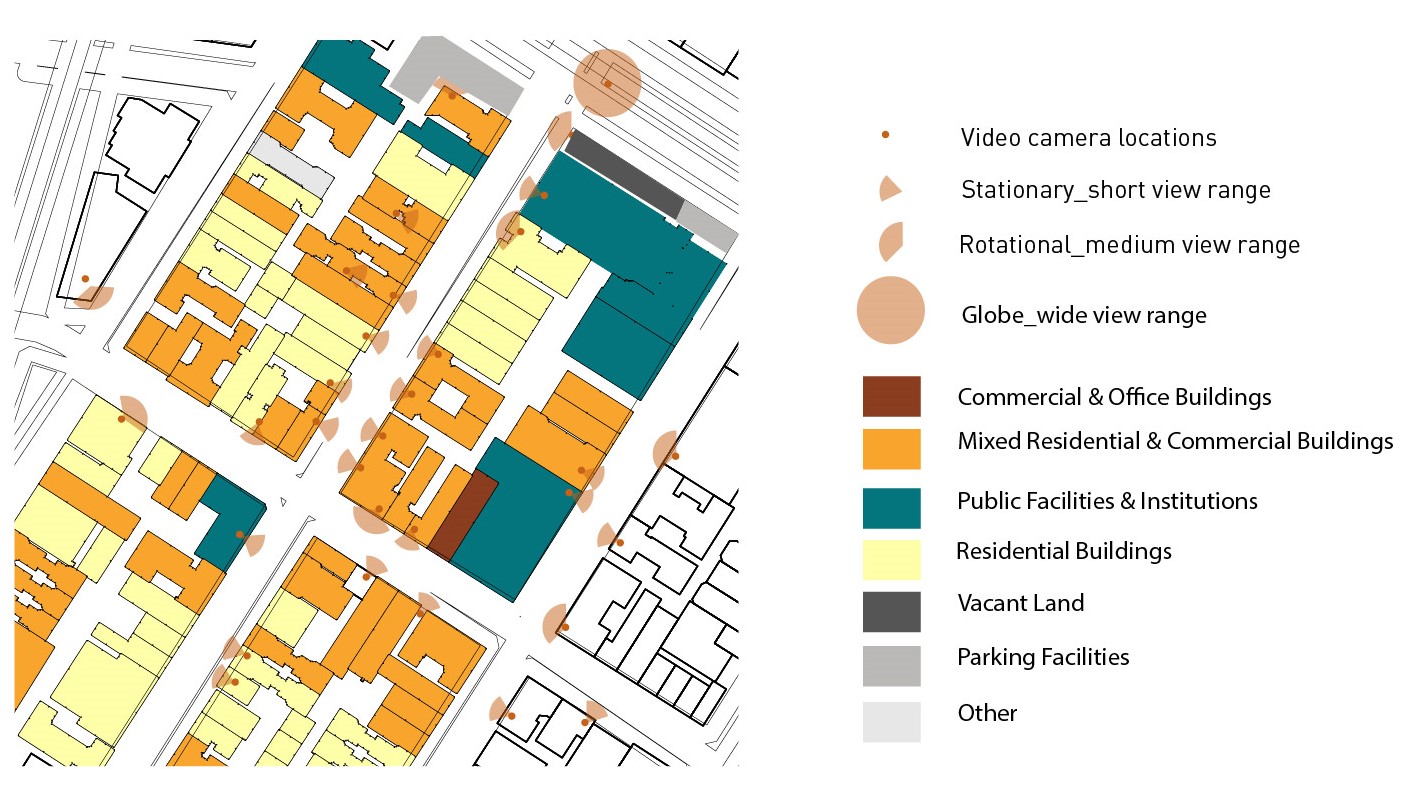 Video camera locations
Stationary_short view range
Rotational_medium view range
Globe_wide view range
Commercial & Office Buildings
Mixed Residential & Commercial Buildings
Public Facilities & Institutions
Residential Buildings
Vacant Land
Parking Facilities
Other